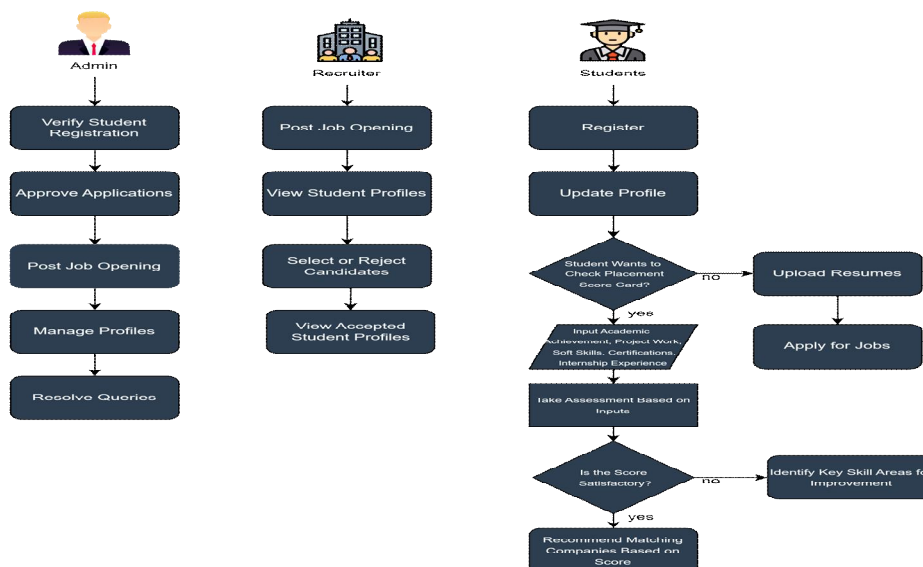 Admin
Verify Student
Registration
Approve Applications
Post Job Opening
Manage Profiles
Resolve Queries
Recruiter
Post Job Opening
View Student Profiles
Select or Reject
Candidates
View Accepted
Student Profiles
Students
Register
Update Profile
Student Wants to
Check Placement
Score Card?
no
Upload Resumes
Apply for Jobs
yes
Input Academic
Achievement, Project Work,
Soft Skills, Certifications,
Internship Experience
Take Assessment Based on
Inputs
Is the Score
Satisfactory?
no
Identify Key Skill Areas fo
Improvement
yes
Recommend Matching
Companies Based on
Score